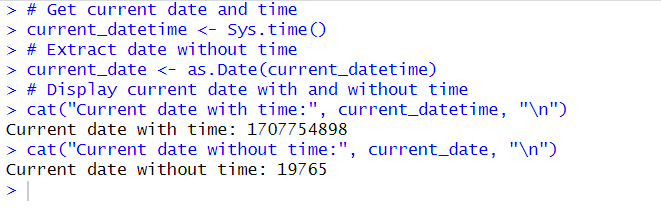 > # Get current date and time
> current_datetime <- Sys.time()
> # Extract date without time
> current_date <- as.Date(current_datetime)
> # Display current date with and without time
> cat("Current date with time:", current_datetime, "\n")
Current date with time: 1707754898
> cat("Current date without time:", current_date, "\n")
Current date without time: 19765
>